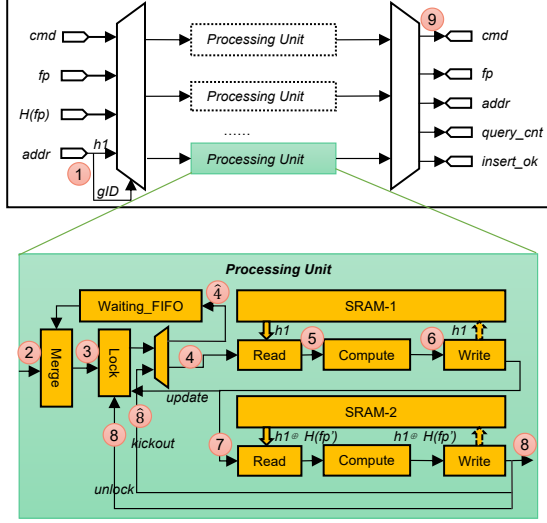 cmd
fp
H(fp)
addr
h1
1
gID
Processing Unit
Processing Unit
......
Processing Unit
9
cmd
fp
addr
query_cnt
insert_ok
Processing Unit
Waiting_FIFO
4̂
SRAM-1
h1
h1
2
Merge
3
Lock
4
Read
5
Compute
6
Write
update
8̂
kickout
8
SRAM-2
h1⊕ H(fp')
h1⊕ H(fp')
7
Read
Compute
Write
8
unlock